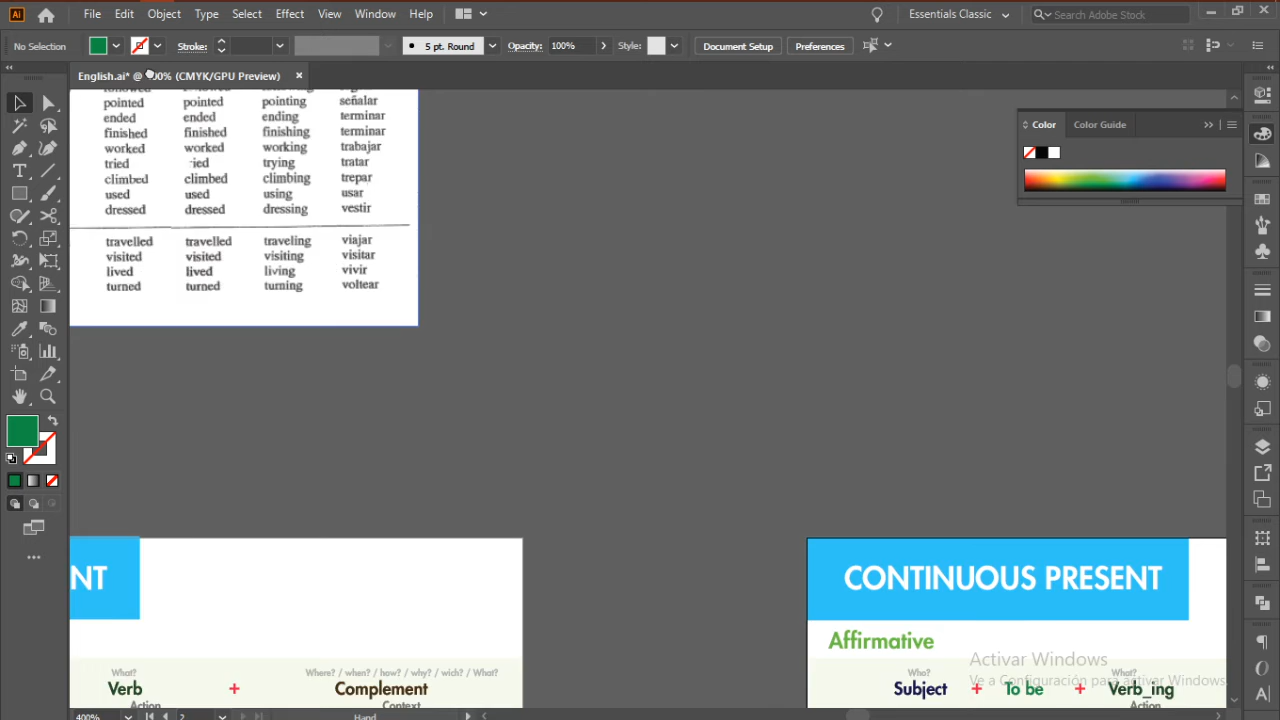 File Edit Object Type Select Effect View Window Help
Essentials Classic
Search Adobe Stock
No Selection
Stroke:
5 pt. Round
Opacity: 100%
Style:
Document Setup
Preferences
English.ai* @ 00% (CMYK/GPU Preview)
pointed pointed pointing señalar
ended ended ending terminar
finished finished finishing terminar
worked worked working trabajar
tried ied trying tratar
climbed climbed climbing trepar
used used using usar
dressed dressed dressing vestir
travelled travelled traveling viajar
visited visited visiting visitar
lived lived living vivir
turned turned turning voltear
Color Color Guide
NT
What? Where? / when? / how? / why? / wich? / What?
Verb + Complement
Action Context
CONTINUOUS PRESENT
Affirmative
Who? What?
Subject + To be + Verb_ing
Action
Activar Windows
Ve a Configuración para activar Windows.
400% 2 Hand